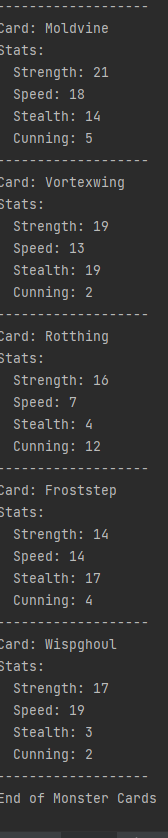 -------------------
Card: Moldvine
Stats:
  Strength: 21
  Speed: 18
  Stealth: 14
  Cunning: 5
-------------------
Card: Vortexwing
Stats:
  Strength: 19
  Speed: 13
  Stealth: 19
  Cunning: 2
-------------------
Card: Rotthing
Stats:
  Strength: 16
  Speed: 7
  Stealth: 4
  Cunning: 12
-------------------
Card: Froststep
Stats:
  Strength: 14
  Speed: 14
  Stealth: 17
  Cunning: 4
-------------------
Card: Wispghoul
Stats:
  Strength: 17
  Speed: 19
  Stealth: 3
  Cunning: 2
-------------------
End of Monster Cards